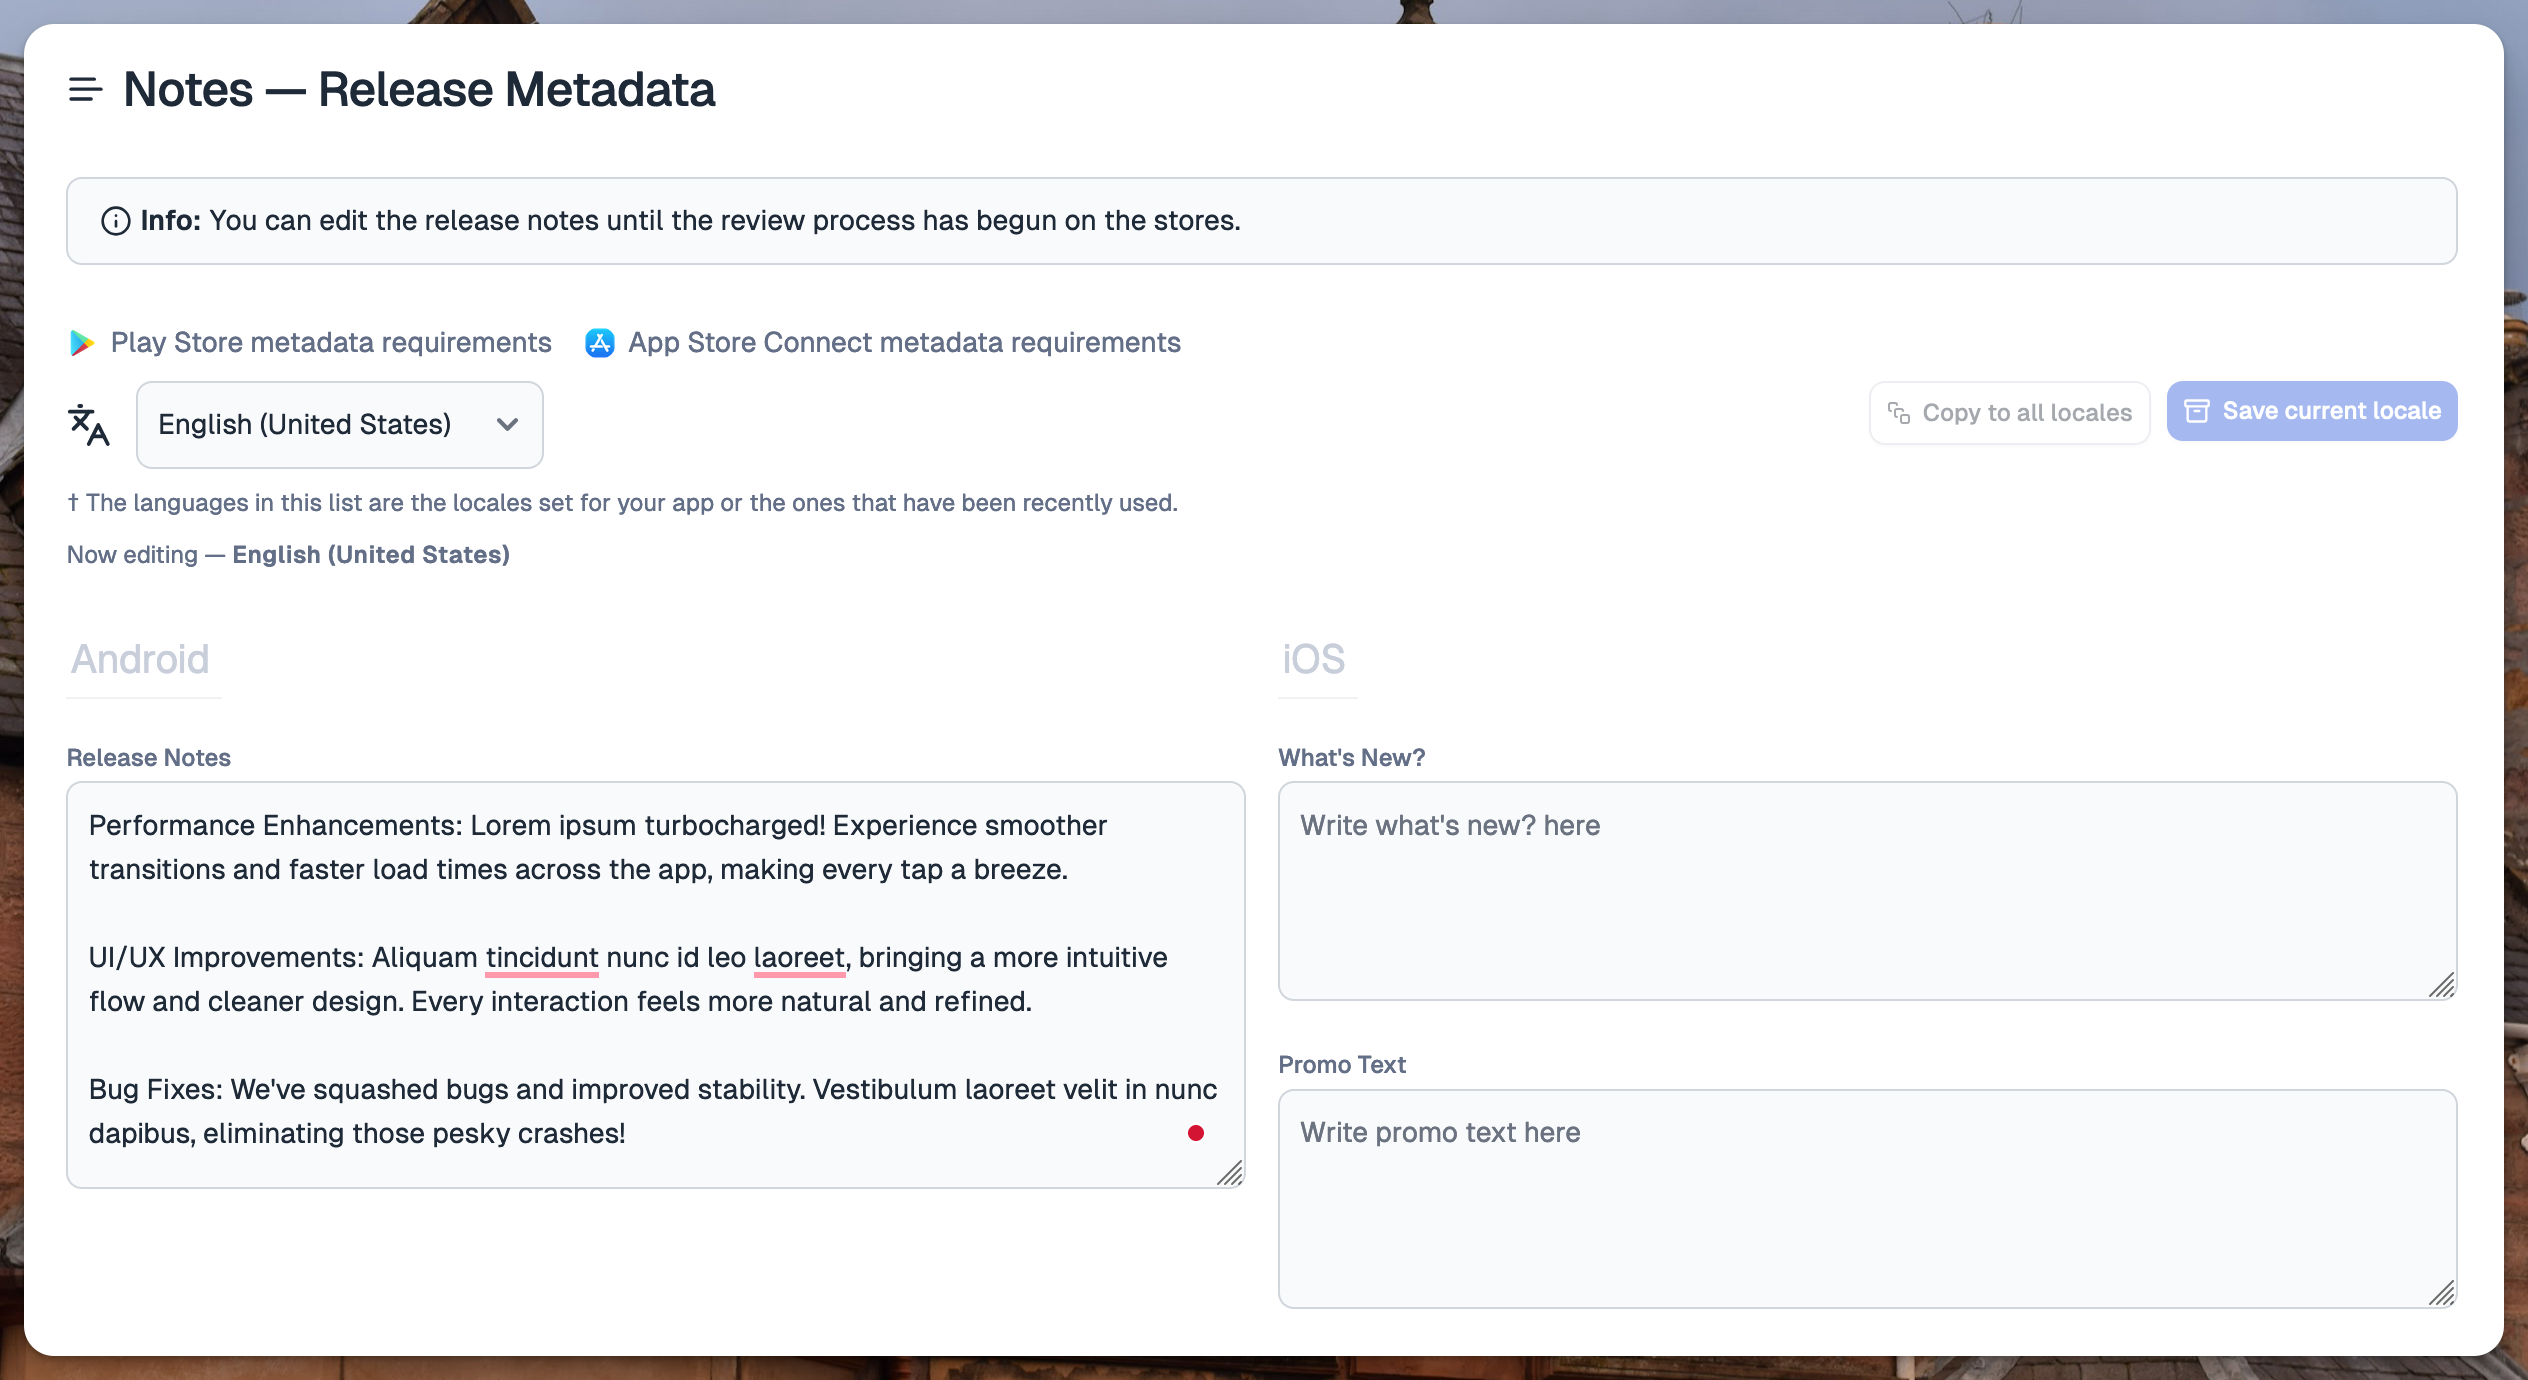 Notes — Release Metadata
Info: You can edit the release notes until the review process has begun on the stores.
Play Store metadata requirements
App Store Connect metadata requirements
English (United States)
Copy to all locales
Save current locale
† The languages in this list are the locales set for your app or the ones that have been recently used.
Now editing — English (United States)
Android
Release Notes
Performance Enhancements: Lorem ipsum turbocharged! Experience smoother
transitions and faster load times across the app, making every tap a breeze.
UI/UX Improvements: Aliquam tincidunt nunc id leo laoreet, bringing a more intuitive
flow and cleaner design. Every interaction feels more natural and refined.
Bug Fixes: We've squashed bugs and improved stability. Vestibulum laoreet velit in nunc
dapibus, eliminating those pesky crashes!
iOS
What's New?
Write what's new? here
Promo Text
Write promo text here